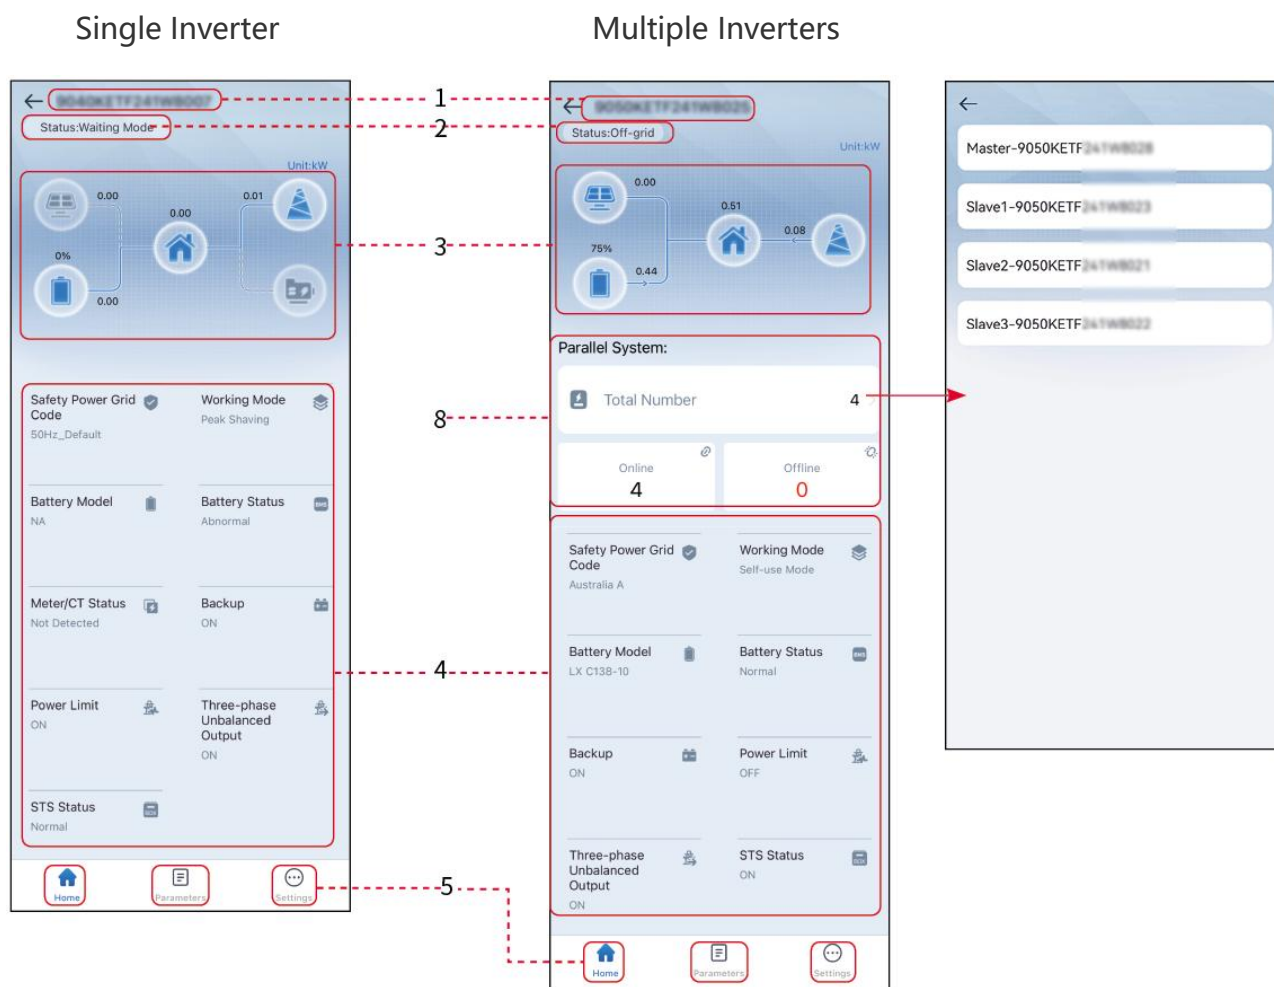 Single Inverter
Multiple Inverters
1
2
3
8
4
5
Status:Waiting Mode
Unit:kW
0.00
0.01
0.00
0%
0.00
Safety Power Grid
Code
50Hz_Default
Working Mode
Peak Shaving
Battery Model
NA
Battery Status
Abnormal
Meter/CT Status
Not Detected
Backup
ON
Power Limit
ON
Three-phase
Unbalanced
Output
ON
STS Status
Normal
Home
Parameters
Settings
Status:Off-grid
Unit:kW
0.00
0.51
0.08
75%
0.44
Parallel System:
Total Number
4
Online
4
Offline
0
Safety Power Grid
Code
Australia A
Working Mode
Self-use Mode
Battery Model
LX C138-10
Battery Status
Normal
Backup
ON
Power Limit
OFF
Three-phase
Unbalanced
Output
ON
STS Status
ON
Home
Parameters
Settings
Master-9050KETF
Slave1-9050KETF
Slave2-9050KETF
Slave3-9050KETF